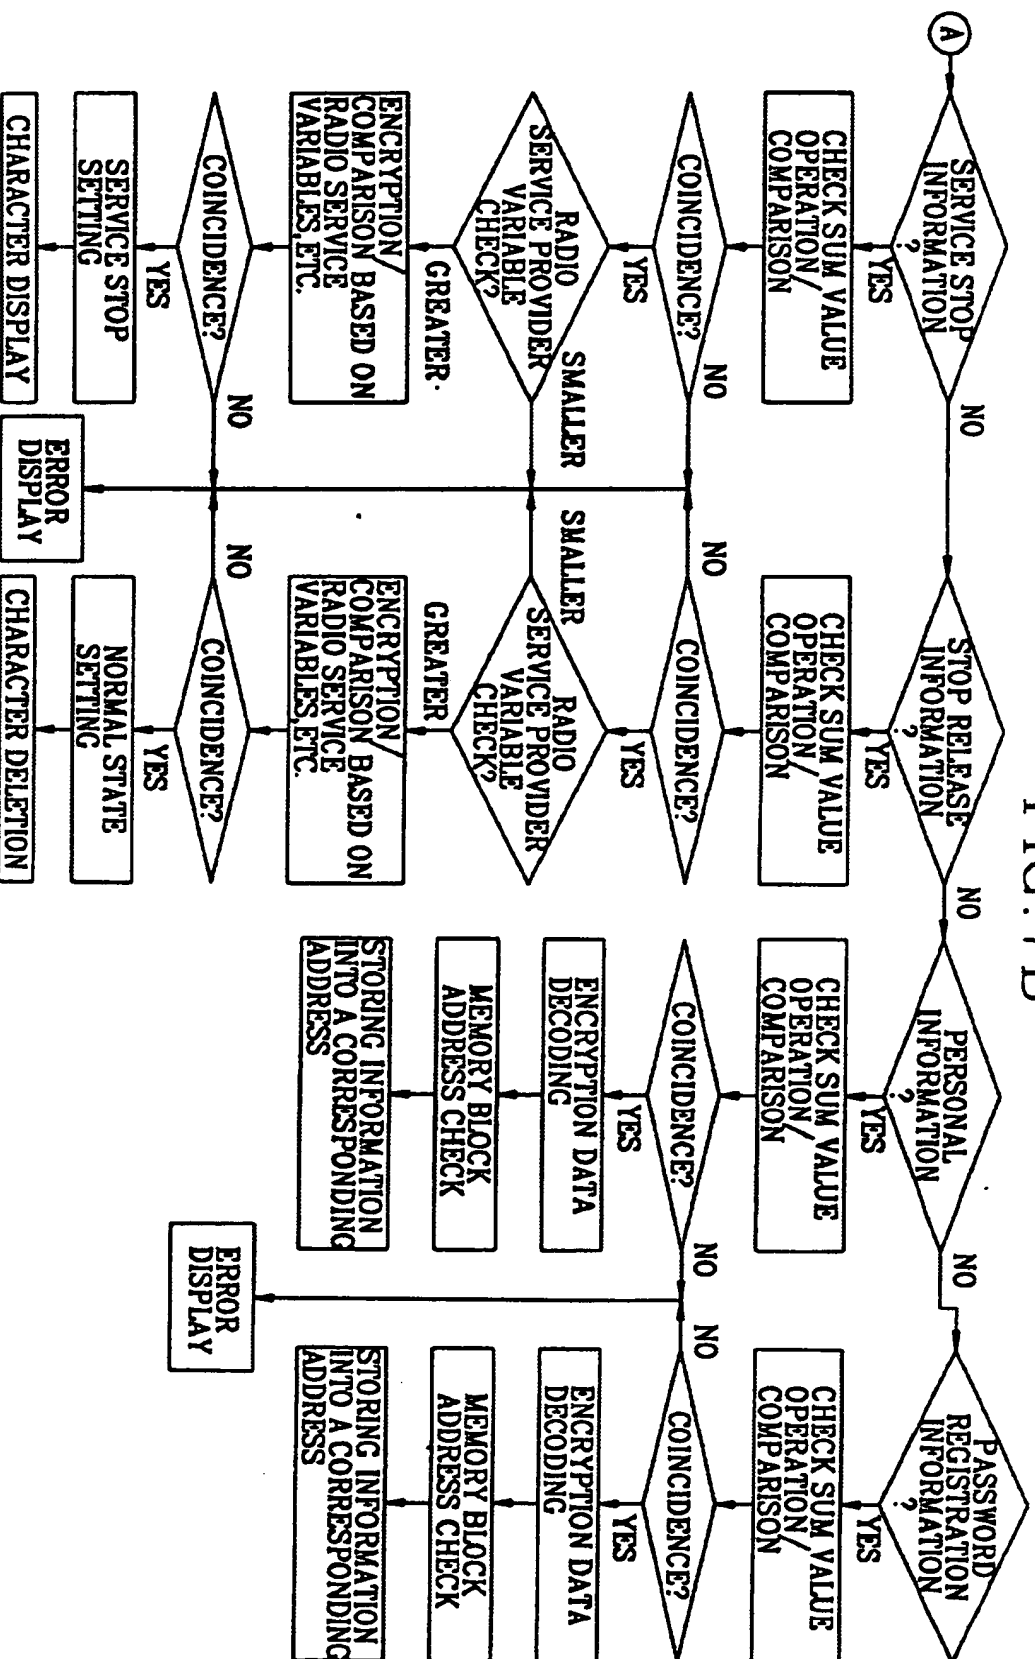 FIG.7B
A
SERVICE STOP
INFORMATION
?
NO
YES
CHECK SUM VALUE
OPERATION/
COMPARISON
COINCIDENCE?
NO
YES
RADIO
SERVICE PROVIDER
VARIABLE
CHECK?
SMALLER
GREATER
ENCRYPTION/
COMPARISON BASED ON
RADIO SERVICE
VARIABLES,ETC.
COINCIDENCE?
NO
YES
SERVICE STOP
SETTING
CHARACTER DISPLAY
ERROR
DISPLAY
STOP RELEASE
INFORMATION
?
NO
YES
CHECK SUM VALUE
OPERATION/
COMPARISON
NO
COINCIDENCE?
YES
SMALLER
RADIO
SERVICE PROVIDER
VARIABLE
CHECK?
GREATER
ENCRYPTION/
COMPARISON BASED ON
RADIO SERVICE
VARIABLES,ETC.
NO
COINCIDENCE?
YES
NORMAL STATE
SETTING
CHARACTER DELETION
PERSONAL
INFORMATION
?
NO
YES
CHECK SUM VALUE
OPERATION/
COMPARISON
COINCIDENCE?
NO
YES
ENCRYPTION DATA
DECODING
MEMORY BLOCK
ADDRESS CHECK
STORING INFORMATION
INTO A CORRESPONDING
ADDRESS
ERROR
DISPLAY
PASSWORD
REGISTRATION
INFORMATION
?
YES
CHECK SUM VALUE
OPERATION/
COMPARISON
NO
COINCIDENCE?
YES
ENCRYPTION DATA
DECODING
MEMORY BLOCK
ADDRESS CHECK
STORING INFORMATION
INTO A CORRESPONDING
ADDRESS